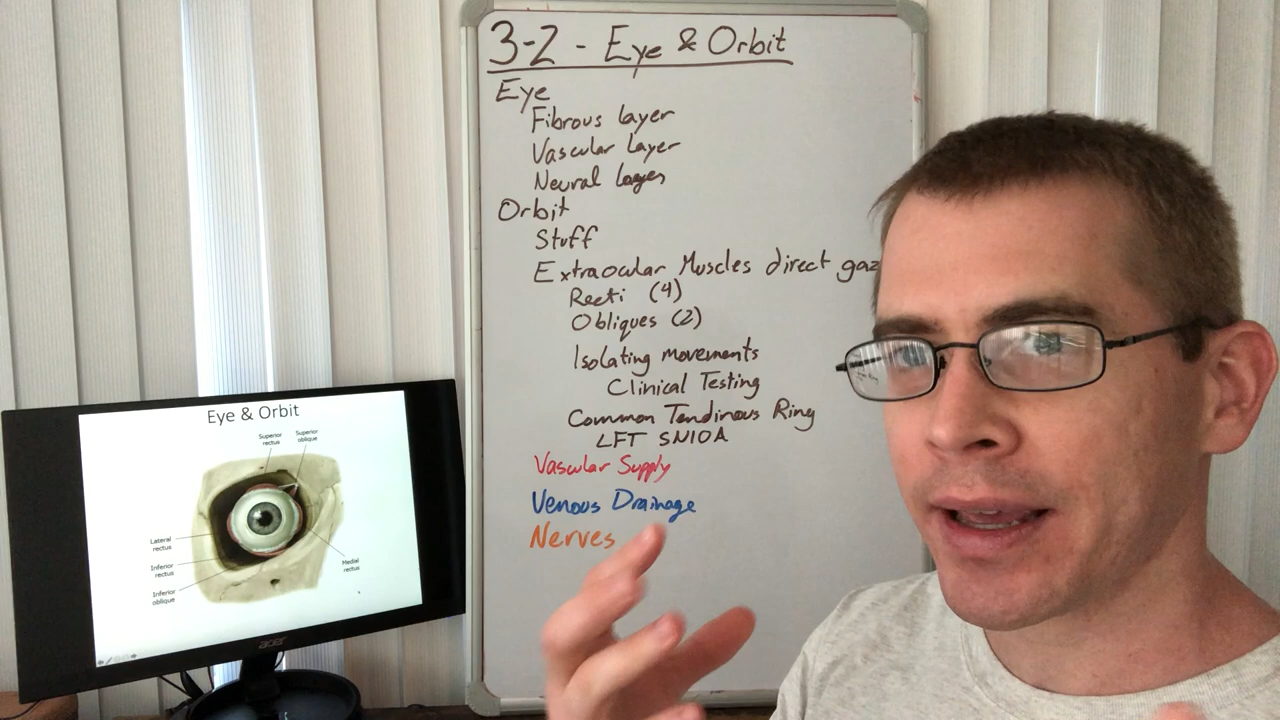 3-2 - Eye & Orbit
Eye
Fibrous layer
Vascular layer
Neural layer
Orbit
Stuff
Extraocular Muscles direct gaz
Recti (4)
Obliques (2)
Isolating movements
Clinical Testing
Common Tendinous Ring
LFT SNIOA
Vascular Supply
Venous Drainage
Nerves
Eye & Orbit
Superior
rectus
Superior
oblique
Lateral
rectus
Inferior
rectus
Inferior
oblique
Medial
rectus
acer